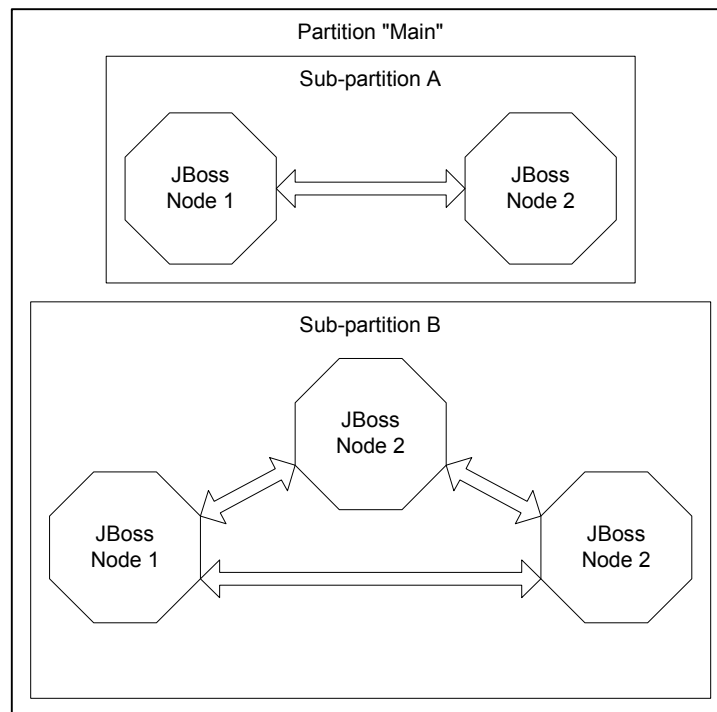 Partition "Main"
Sub-partition A
JBoss
Node 1
JBoss
Node 2
Sub-partition B
JBoss
Node 2
JBoss
Node 1
JBoss
Node 2